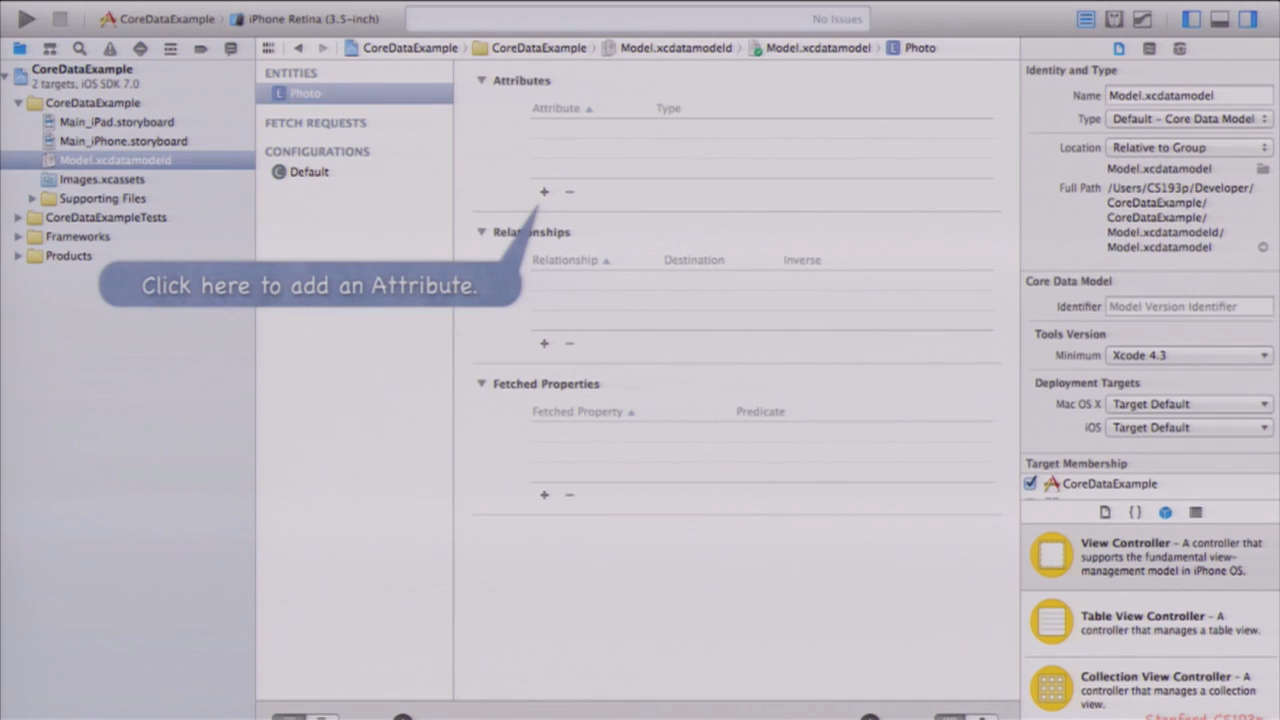 CoreDataExample
iPhone Retina (3.5-inch)
No Issues
CoreDataExample
CoreDataExample
Model.xcdatamodeld
Model.xcdatamodel
E Photo
CoreDataExample
2 targets, iOS SDK 7.0
CoreDataExample
Main_iPad.storyboard
Main_iPhone.storyboard
Model.xcdatamodeld
Images.xcassets
Supporting Files
CoreDataExampleTests
Frameworks
Products
ENTITIES
Photo
FETCH REQUESTS
CONFIGURATIONS
C Default
Attributes
Attribute
Type
+ −
Relationships
Relationship
Destination
Inverse
+ −
Fetched Properties
Fetched Property
Predicate
+ −
Click here to add an Attribute.
Identity and Type
Name Model.xcdatamodel
Type Default – Core Data Model
Location Relative to Group
Model.xcdatamodel
Full Path /Users/CS193p/Developer/
CoreDataExample/
CoreDataExample/
Model.xcdatamodeld/
Model.xcdatamodel
Core Data Model
Identifier Model Version Identifier
Tools Version
Minimum Xcode 4.3
Deployment Targets
Mac OS X Target Default
iOS Target Default
Target Membership
CoreDataExample
{ }
View Controller – A controller that
supports the fundamental view-
management model in iPhone OS.
Table View Controller – A
controller that manages a table view.
Collection View Controller – A
controller that manages a collection
view.
Stanford CS193p